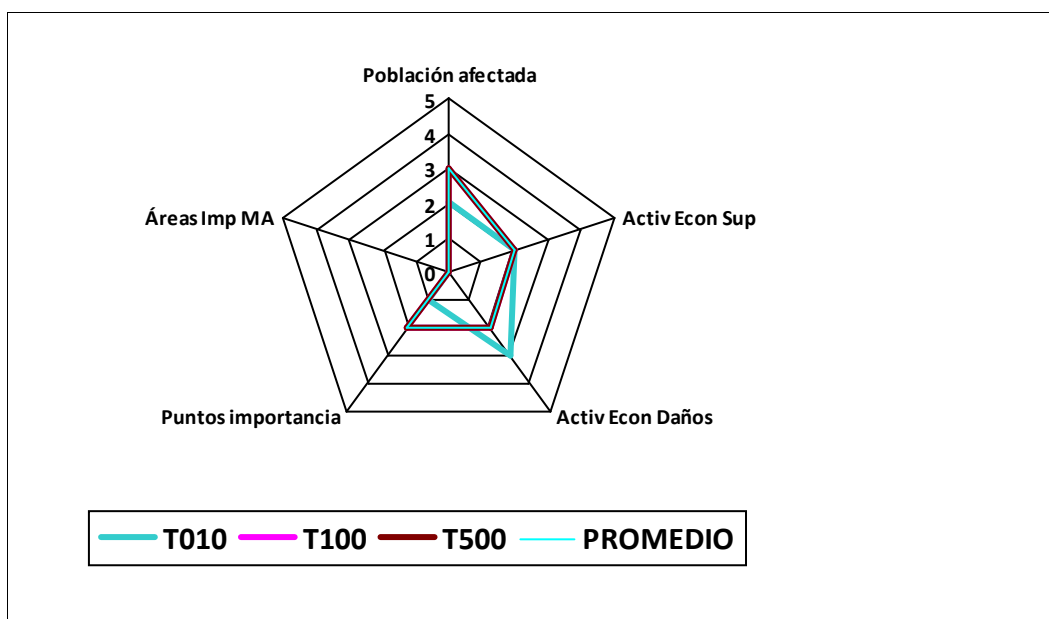 Población afectada
5
4
3
2
1
0
Áreas Imp MA
Activ Econ Sup
Puntos importancia
Activ Econ Daños
T010 T100 T500 PROMEDIO